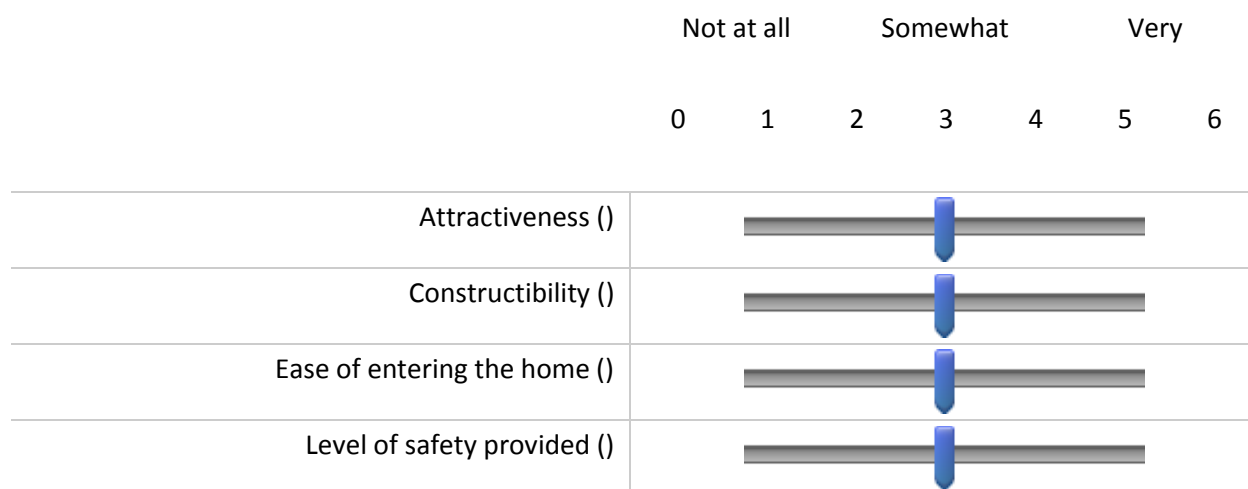 Not at all Somewhat Very
0 1 2 3 4 5 6
Attractiveness ()
Constructibility ()
Ease of entering the home ()
Level of safety provided ()